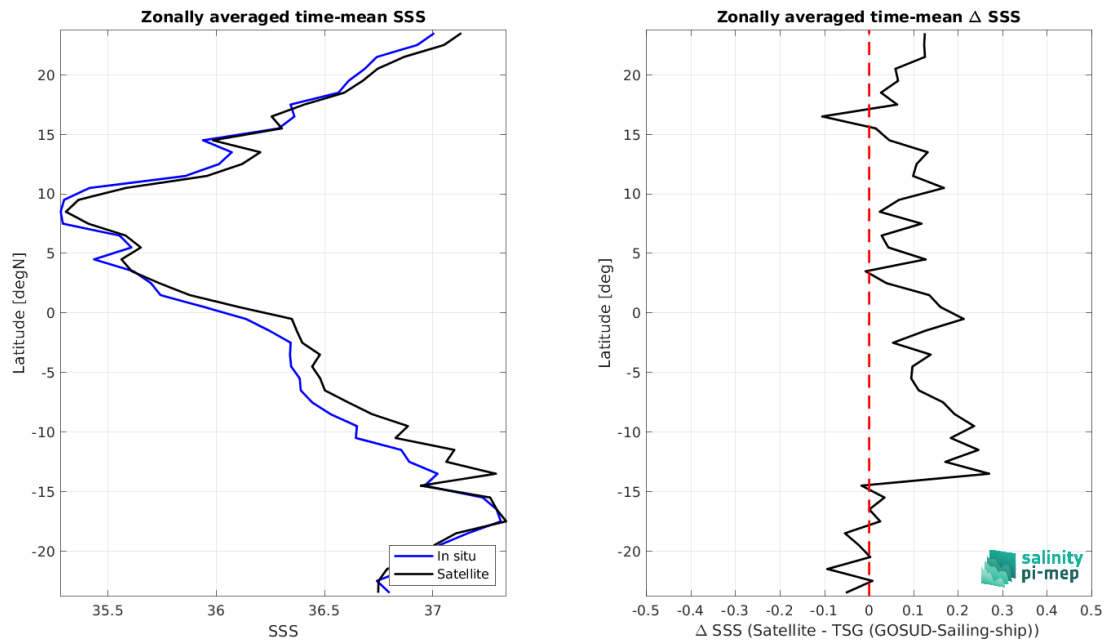 Zonally averaged time-mean SSS
20
15
10
5
0
-5
-10
-15
-20
Latitude [degN]
In situ
Satellite
35.5 36 36.5 37
SSS
Zonally averaged time-mean Δ SSS
20
15
10
5
0
-5
-10
-15
-20
Latitude [deg]
salinity
pi-mep
-0.5 -0.4 -0.3 -0.2 -0.1 0 0.1 0.2 0.3 0.4 0.5
Δ SSS (Satellite - TSG (GOSUD-Sailing-ship))